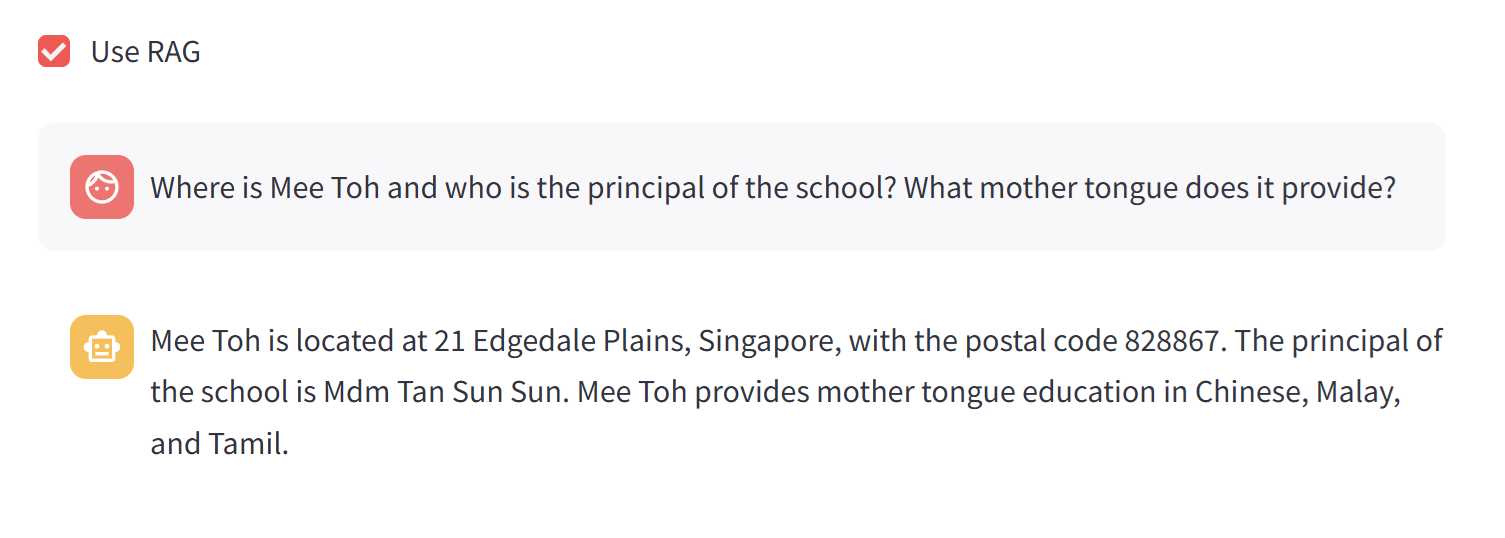 Use RAG
Where is Mee Toh and who is the principal of the school? What mother tongue does it provide?
Mee Toh is located at 21 Edgedale Plains, Singapore, with the postal code 828867. The principal of
the school is Mdm Tan Sun Sun. Mee Toh provides mother tongue education in Chinese, Malay,
and Tamil.